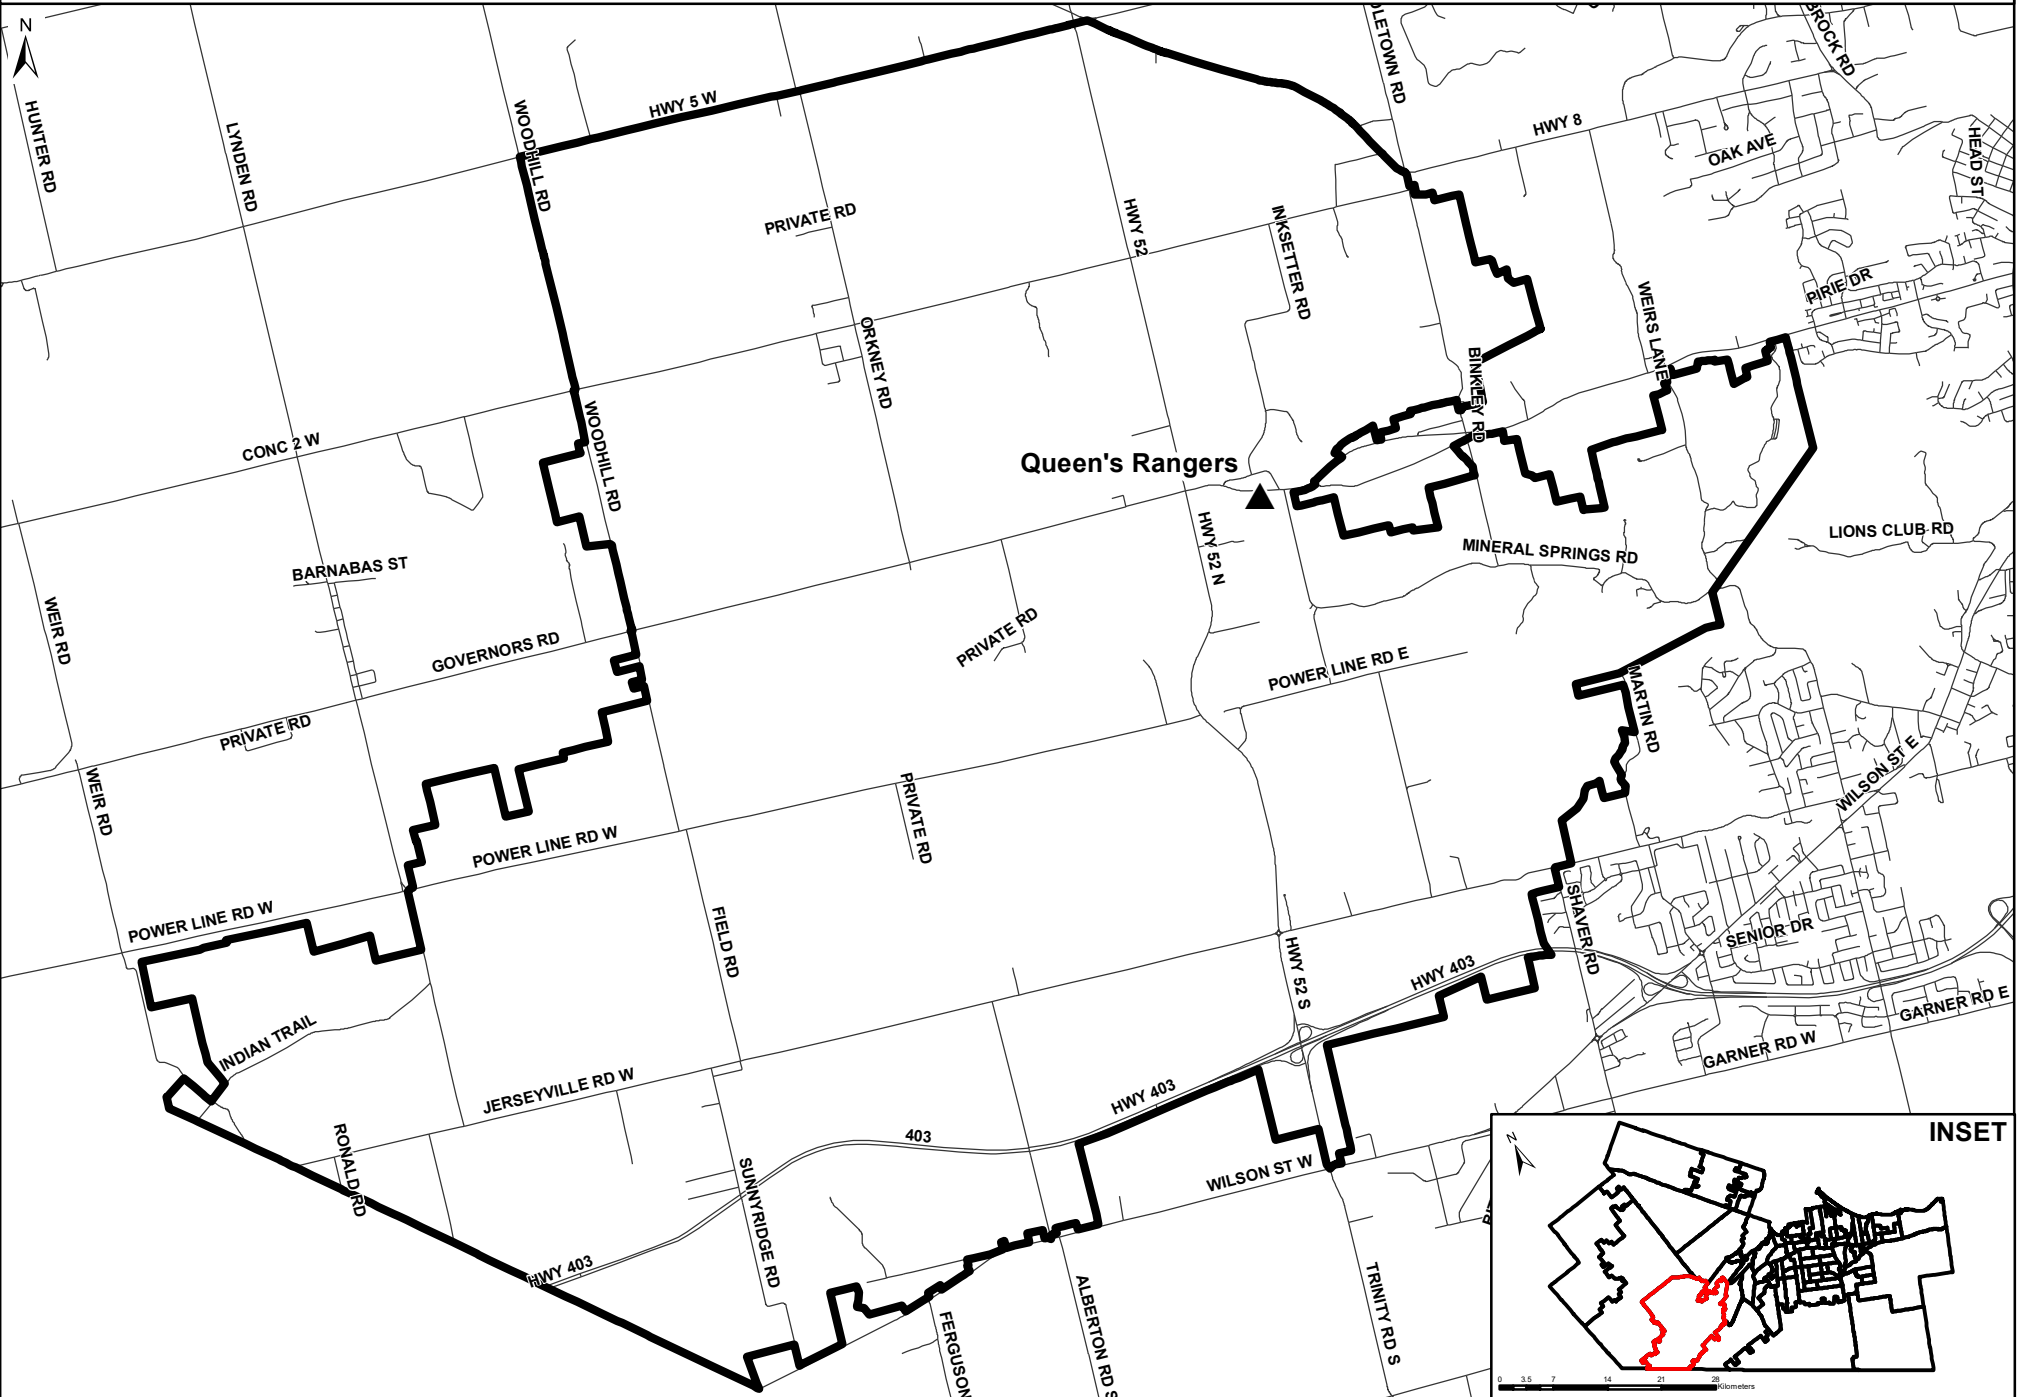 N
HUNTER RD
LYNDEN RD
WOODHILL RD
HWY 5 W
HWY 8
OAK AVE
HEAD ST
PRIVATE RD
HWY 52
INKSETTER RD
WEIRS LANE
PIRIE DR
ORKNEY RD
BINKLEY RD
CONC 2 W
WOODHILL RD
Queen's Rangers
HWY 52 N
MINERAL SPRINGS RD
LIONS CLUB RD
BARNABAS ST
WEIR RD
GOVERNORS RD
PRIVATE RD
POWER LINE RD E
MARTIN RD
PRIVATE RD
WEIR RD
PRIVATE RD
WILSON ST E
POWER LINE RD W
POWER LINE RD W
FIELD RD
SHAVER RD
SENIOR DR
HWY 52 S
HWY 403
GARNER RD E
GARNER RD W
INDIAN TRAIL
JERSEYVILLE RD W
HWY 403
403
RONALD RD
SUNNYRIDGE RD
WILSON ST W
HWY 403
FERGUSON
ALBERTON RD S
TRINITY RD S
INSET
N
0 3.5 7 14 21 28
Kilometers